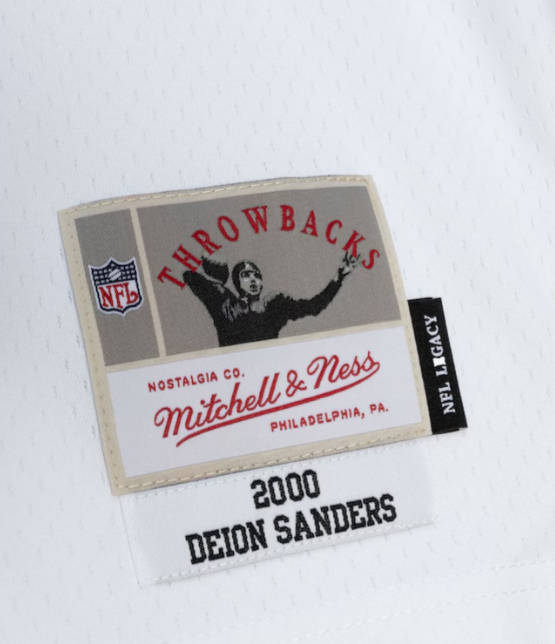 THROWBACKS
NFL
NOSTALGIA CO.
Mitchell & Ness
PHILADELPHIA, PA.
NFL LEGACY
2000
DEION SANDERS